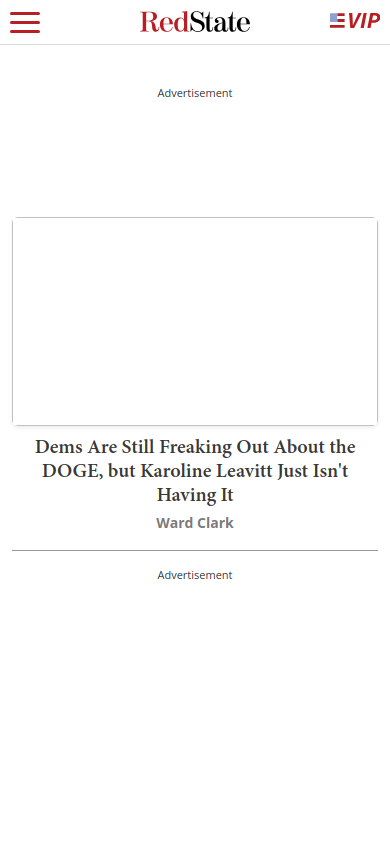 RedState
VIP
Advertisement
Dems Are Still Freaking Out About the
DOGE, but Karoline Leavitt Just Isn't
Having It
Ward Clark
Advertisement